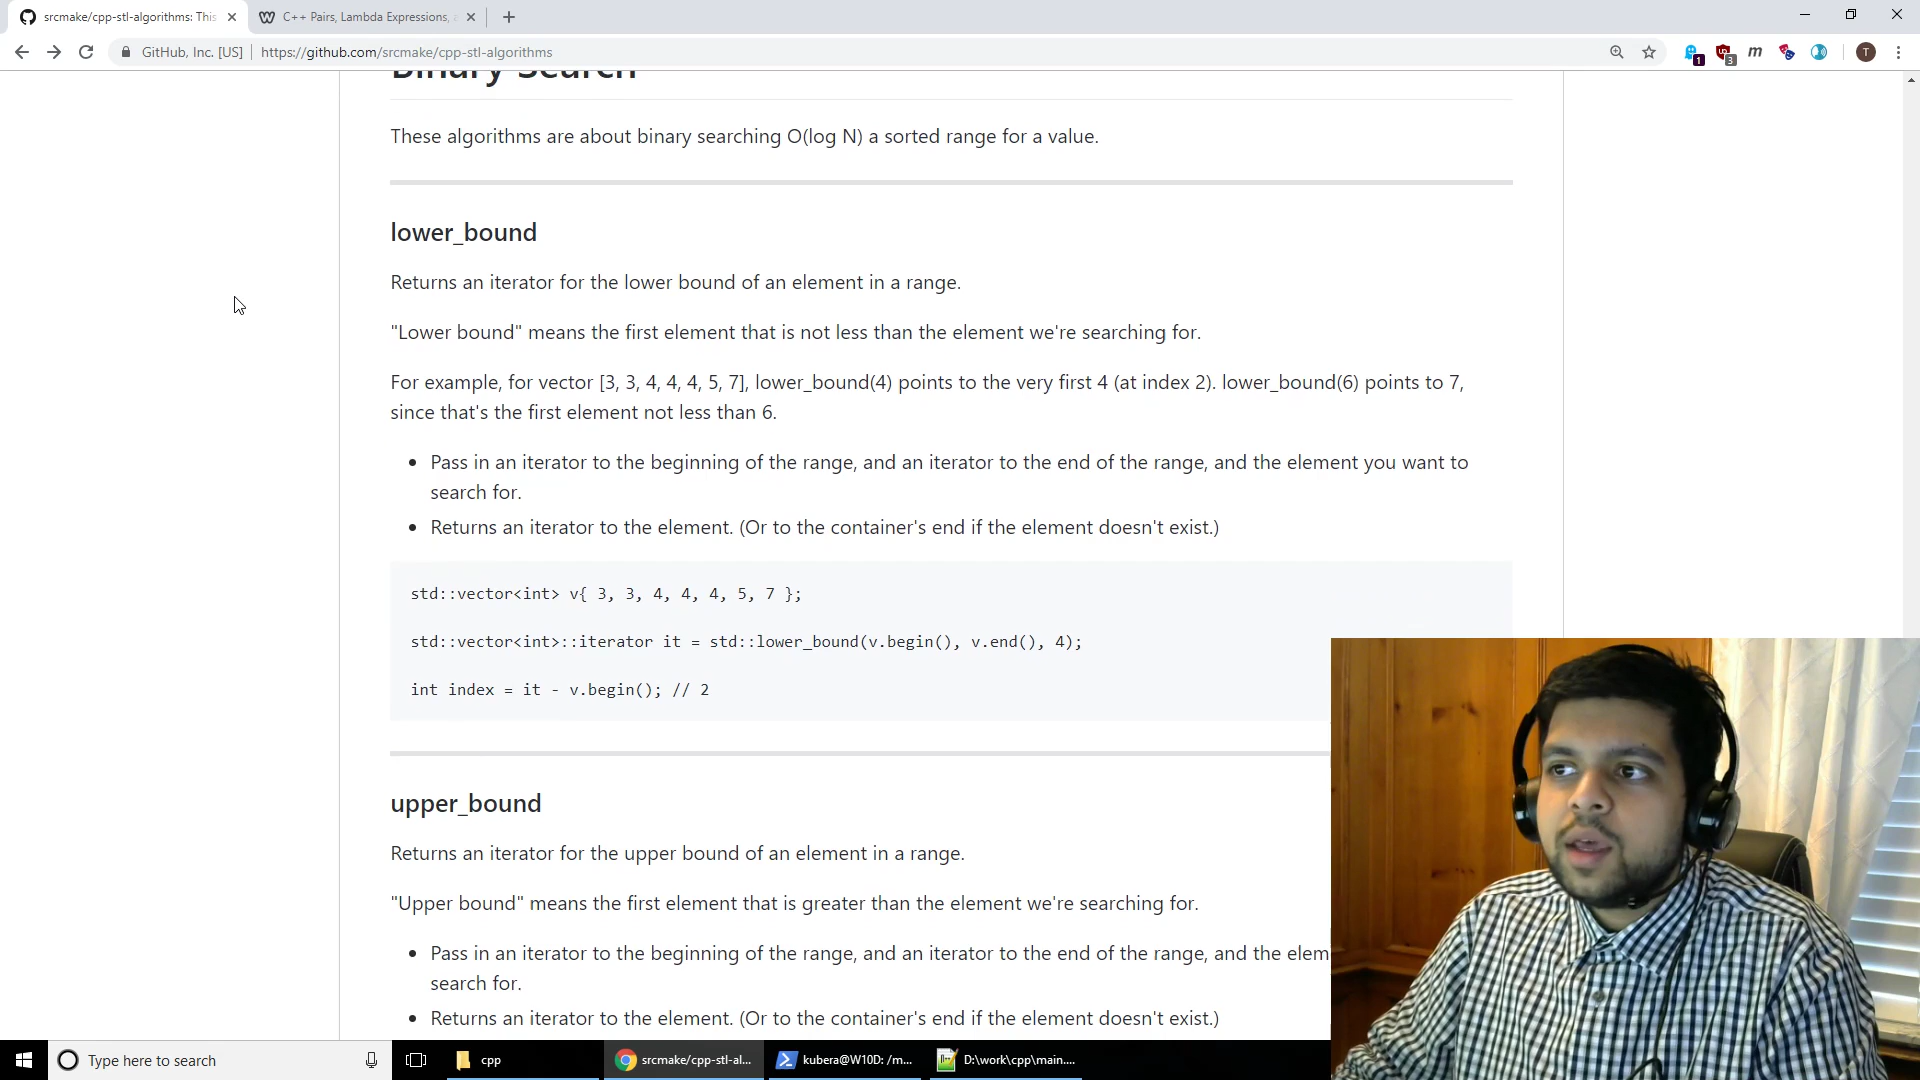 srcmake/cpp-stl-algorithms: This
C++ Pairs, Lambda Expressions,
GitHub, Inc. [US]
https://github.com/srcmake/cpp-stl-algorithms
1
3
m
T
Binary Search
These algorithms are about binary searching O(log N) a sorted range for a value.
lower_bound
Returns an iterator for the lower bound of an element in a range.
"Lower bound" means the first element that is not less than the element we're searching for.
For example, for vector [3, 3, 4, 4, 4, 5, 7], lower_bound(4) points to the very first 4 (at index 2). lower_bound(6) points to 7,
since that's the first element not less than 6.
• Pass in an iterator to the beginning of the range, and an iterator to the end of the range, and the element you want to
search for.
• Returns an iterator to the element. (Or to the container's end if the element doesn't exist.)
std::vector<int> v{ 3, 3, 4, 4, 4, 5, 7 };
std::vector<int>::iterator it = std::lower_bound(v.begin(), v.end(), 4);
int index = it - v.begin(); // 2
upper_bound
Returns an iterator for the upper bound of an element in a range.
"Upper bound" means the first element that is greater than the element we're searching for.
• Pass in an iterator to the beginning of the range, and an iterator to the end of the range, and the elem
search for.
• Returns an iterator to the element. (Or to the container's end if the element doesn't exist.)
Type here to search
cpp
srcmake/cpp-stl-al...
kubera@W10D: /m...
D:\work\cpp\main....